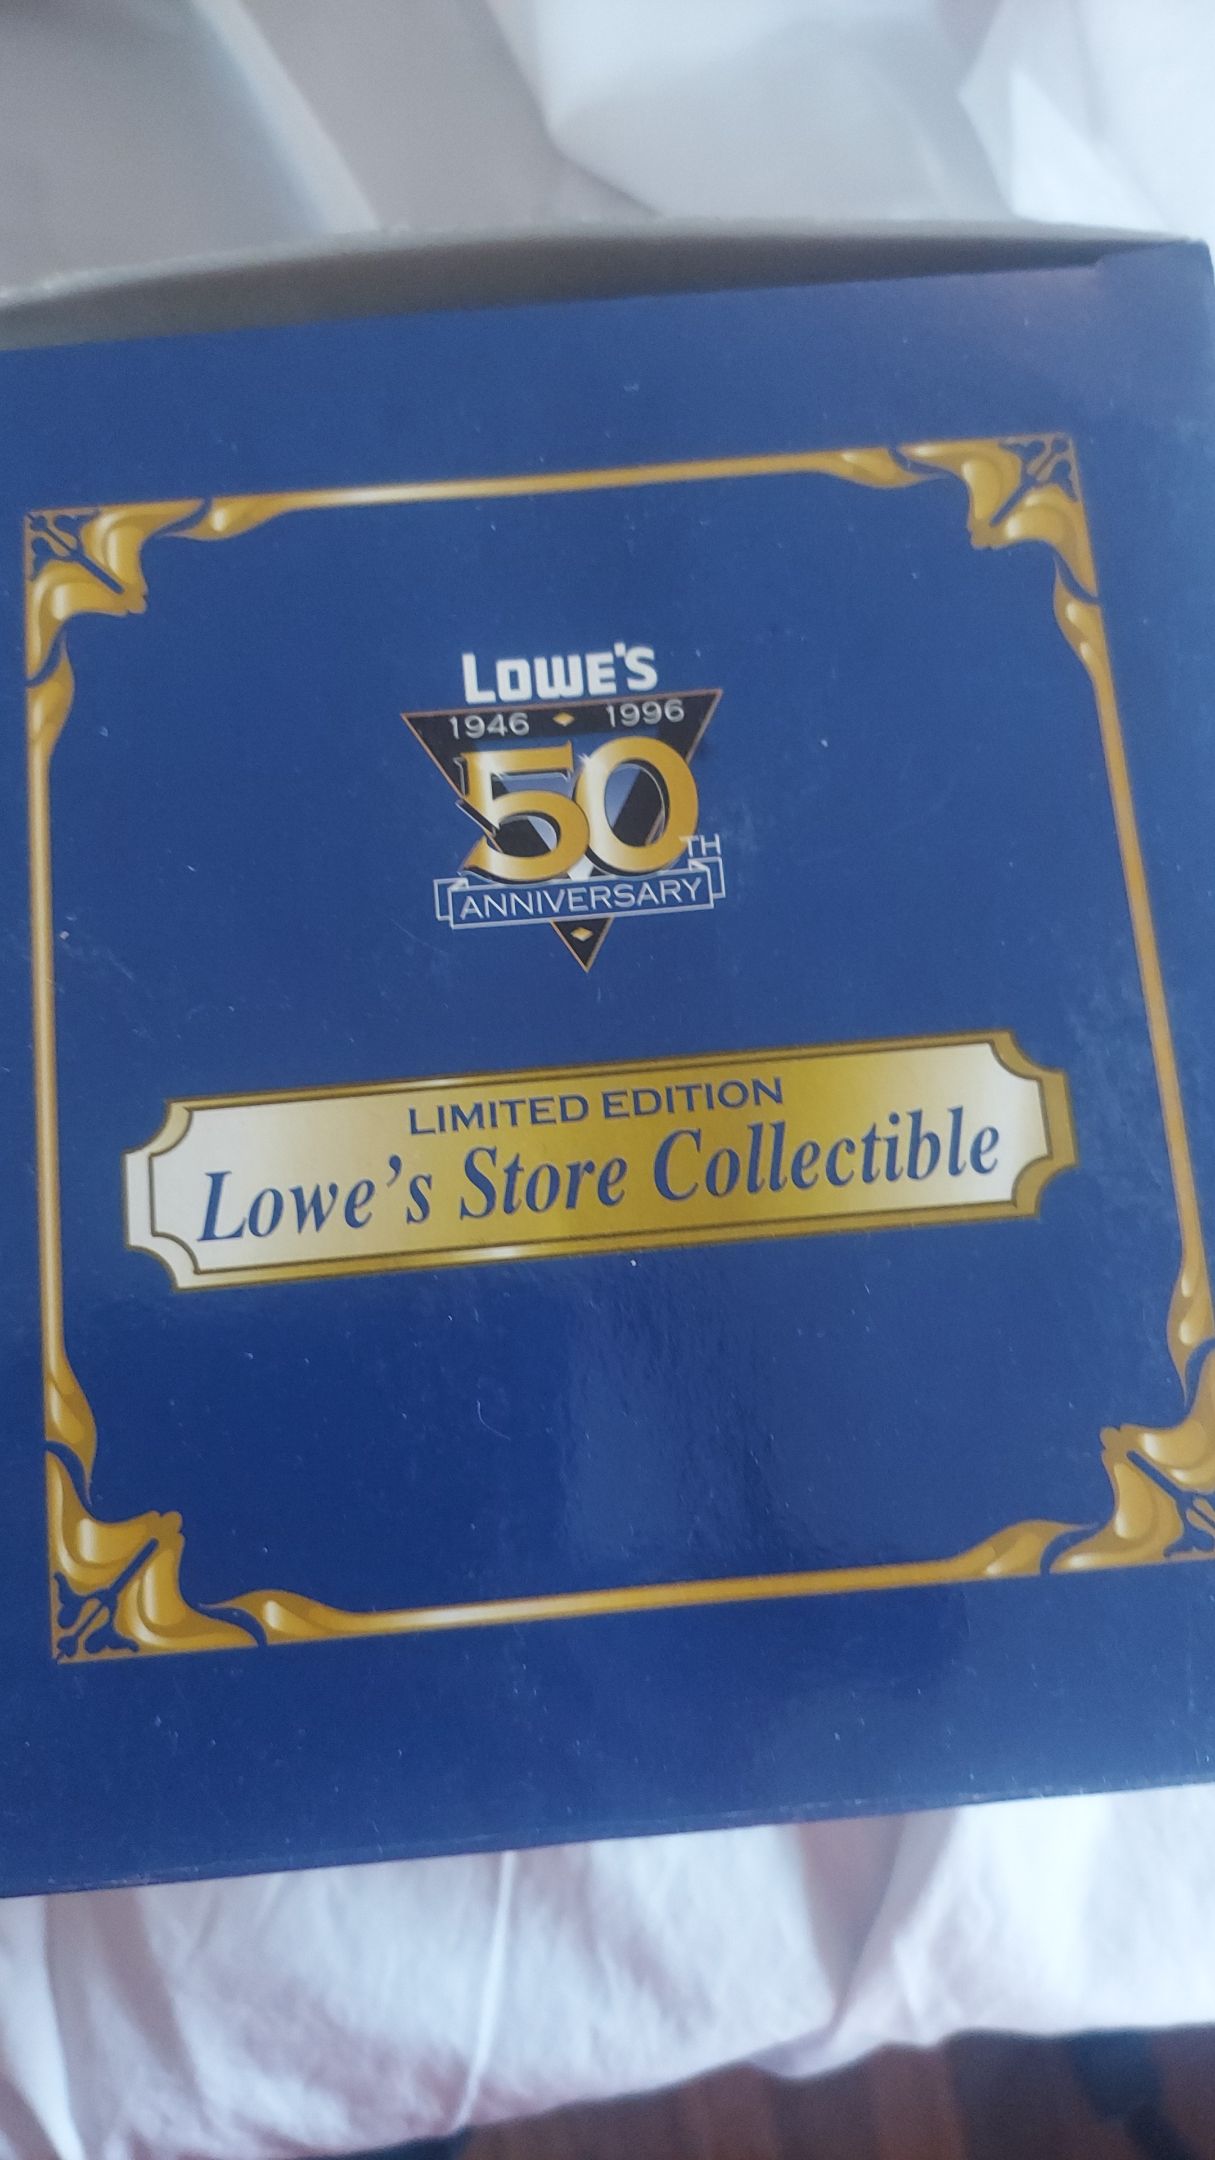 LOWE'S
1946 1996
50TH
ANNIVERSARY
LIMITED EDITION
Lowe's Store Collectible